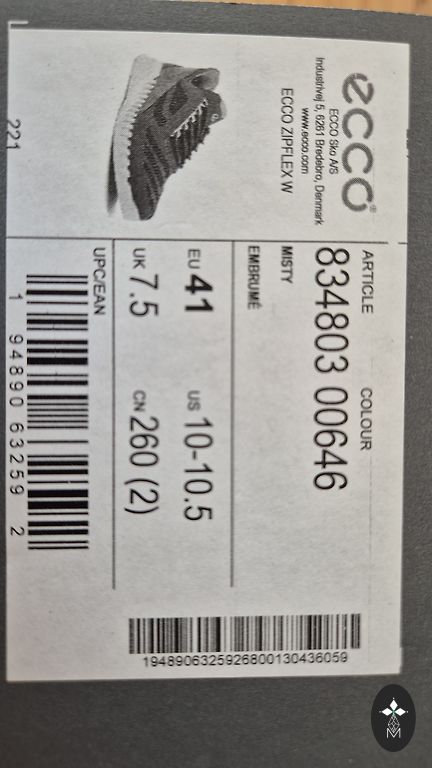 ecco®
ECCO Sko A/S
Industrivej 5, 6261 Bredebro, Denmark
www.ecco.com
ECCO ZIPFLEX W
221
ARTICLE COLOUR
834803 00646
MISTY
EMBRUMÉ
EU 41 US 10-10.5
UK 7.5 CN 260 (2)
UPC/EAN
1 94890 63259 2
1948906325926800130436059
M